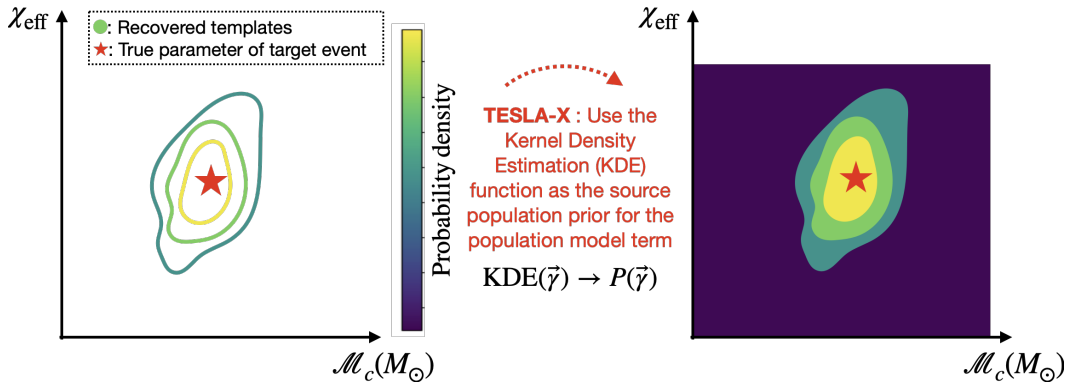 χeff
: Recovered templates
: True parameter of target event
Probability density
ℳc(M⊙)
TESLA-X : Use the
Kernel Density
Estimation (KDE)
function as the source
population prior for the
population model term
KDE(γ⃗) → P(γ⃗)
χeff
ℳc(M⊙)